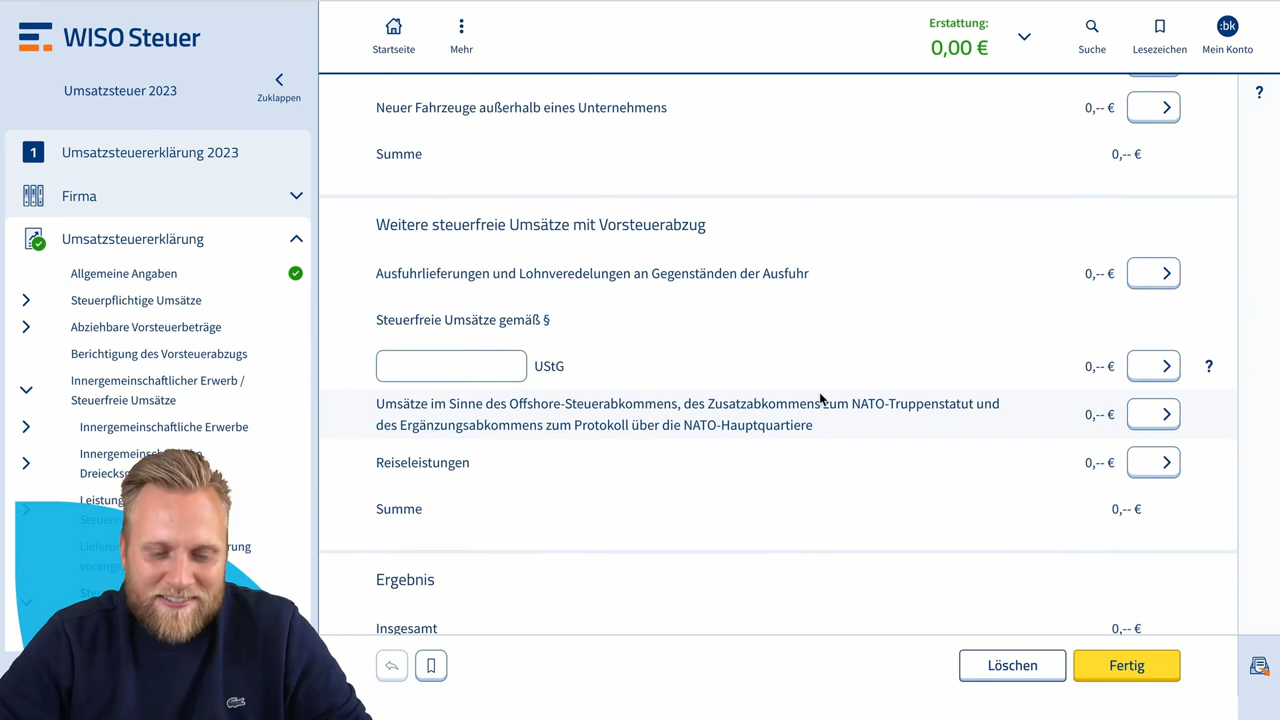 WISO Steuer
Umsatzsteuer 2023
Zuklappen
1 Umsatzsteuererklärung 2023
Firma
Umsatzsteuererklärung
Allgemeine Angaben
Steuerpflichtige Umsätze
Abziehbare Vorsteuerbeträge
Berichtigung des Vorsteuerabzugs
Innergemeinschaftlicher Erwerb /
Steuerfreie Umsätze
Innergemeinschaftliche Erwerbe
Startseite
Mehr
Erstattung:
0,00 €
Suche
Lesezeichen
:bk
Mein Konto
?
Neuer Fahrzeuge außerhalb eines Unternehmens 0,-- €
Summe 0,-- €
Weitere steuerfreie Umsätze mit Vorsteuerabzug
Ausfuhrlieferungen und Lohnveredelungen an Gegenständen der Ausfuhr 0,-- €
Steuerfreie Umsätze gemäß §
UStG 0,-- € ?
Umsätze im Sinne des Offshore-Steuerabkommens, des Zusatzabkommens zum NATO-Truppenstatut und
des Ergänzungsabkommens zum Protokoll über die NATO-Hauptquartiere 0,-- €
Reiseleistungen 0,-- €
Summe 0,-- €
Ergebnis
Insgesamt 0,-- €
Löschen
Fertig